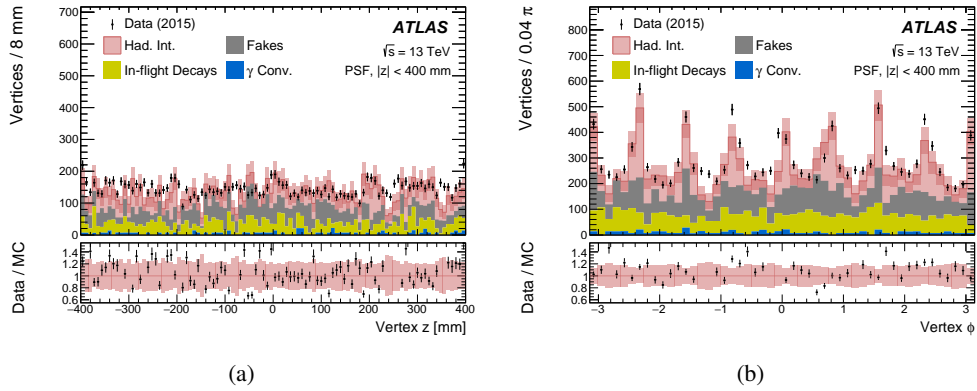 Vertices / 8 mm
700
600
500
400
300
200
100
0
Data (2015)
Had. Int.
Fakes
In-flight Decays
γ Conv.
ATLAS
√s = 13 TeV
PSF, |z| < 400 mm
Data / MC
1.4
1.2
1
0.8
0.6
−400 −300 −200 −100 0 100 200 300 400
Vertex z [mm]
(a)
Vertices / 0.04 π
800
700
600
500
400
300
200
100
0
Data (2015)
Had. Int.
Fakes
In-flight Decays
γ Conv.
ATLAS
√s = 13 TeV
PSF, |z| < 400 mm
Data / MC
1.4
1.2
1
0.8
0.6
−3 −2 −1 0 1 2 3
Vertex ϕ
(b)